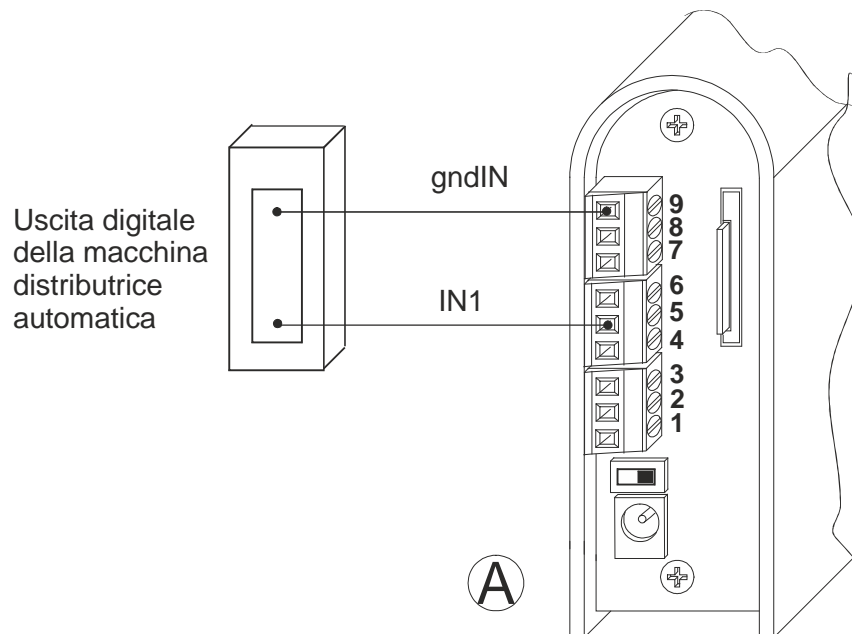 gndIN
Uscita digitale
della macchina
distributrice
automatica
IN1
9
8
7
6
5
4
3
2
1
A